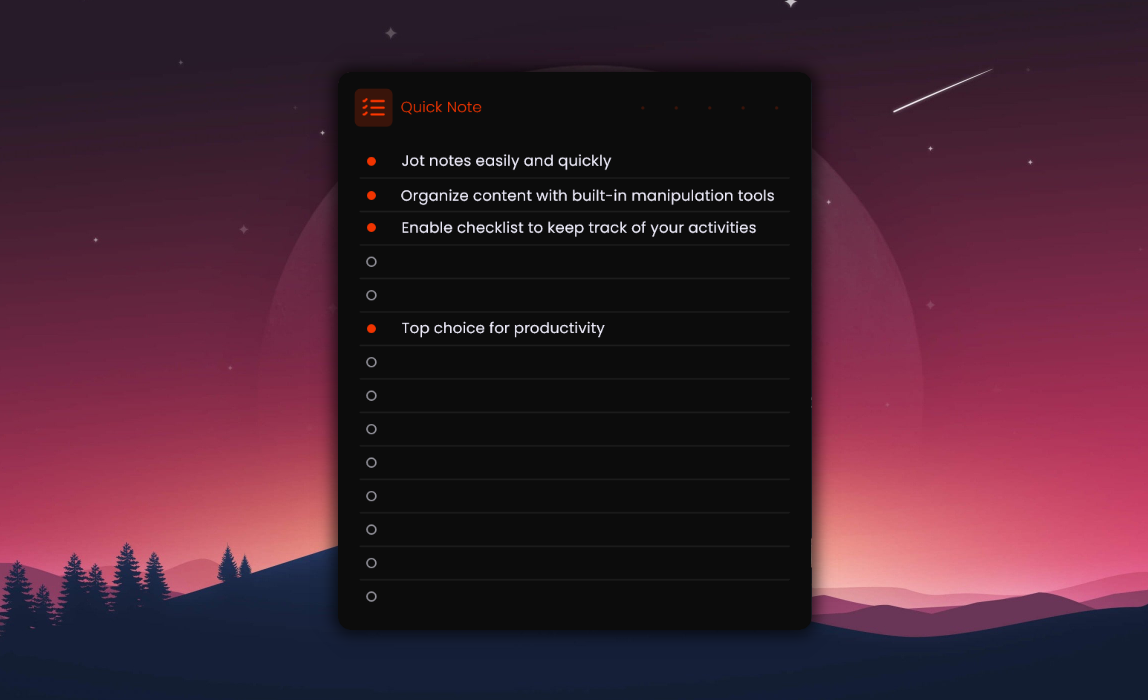 Quick Note
Jot notes easily and quickly
Organize content with built-in manipulation tools
Enable checklist to keep track of your activities
Top choice for productivity